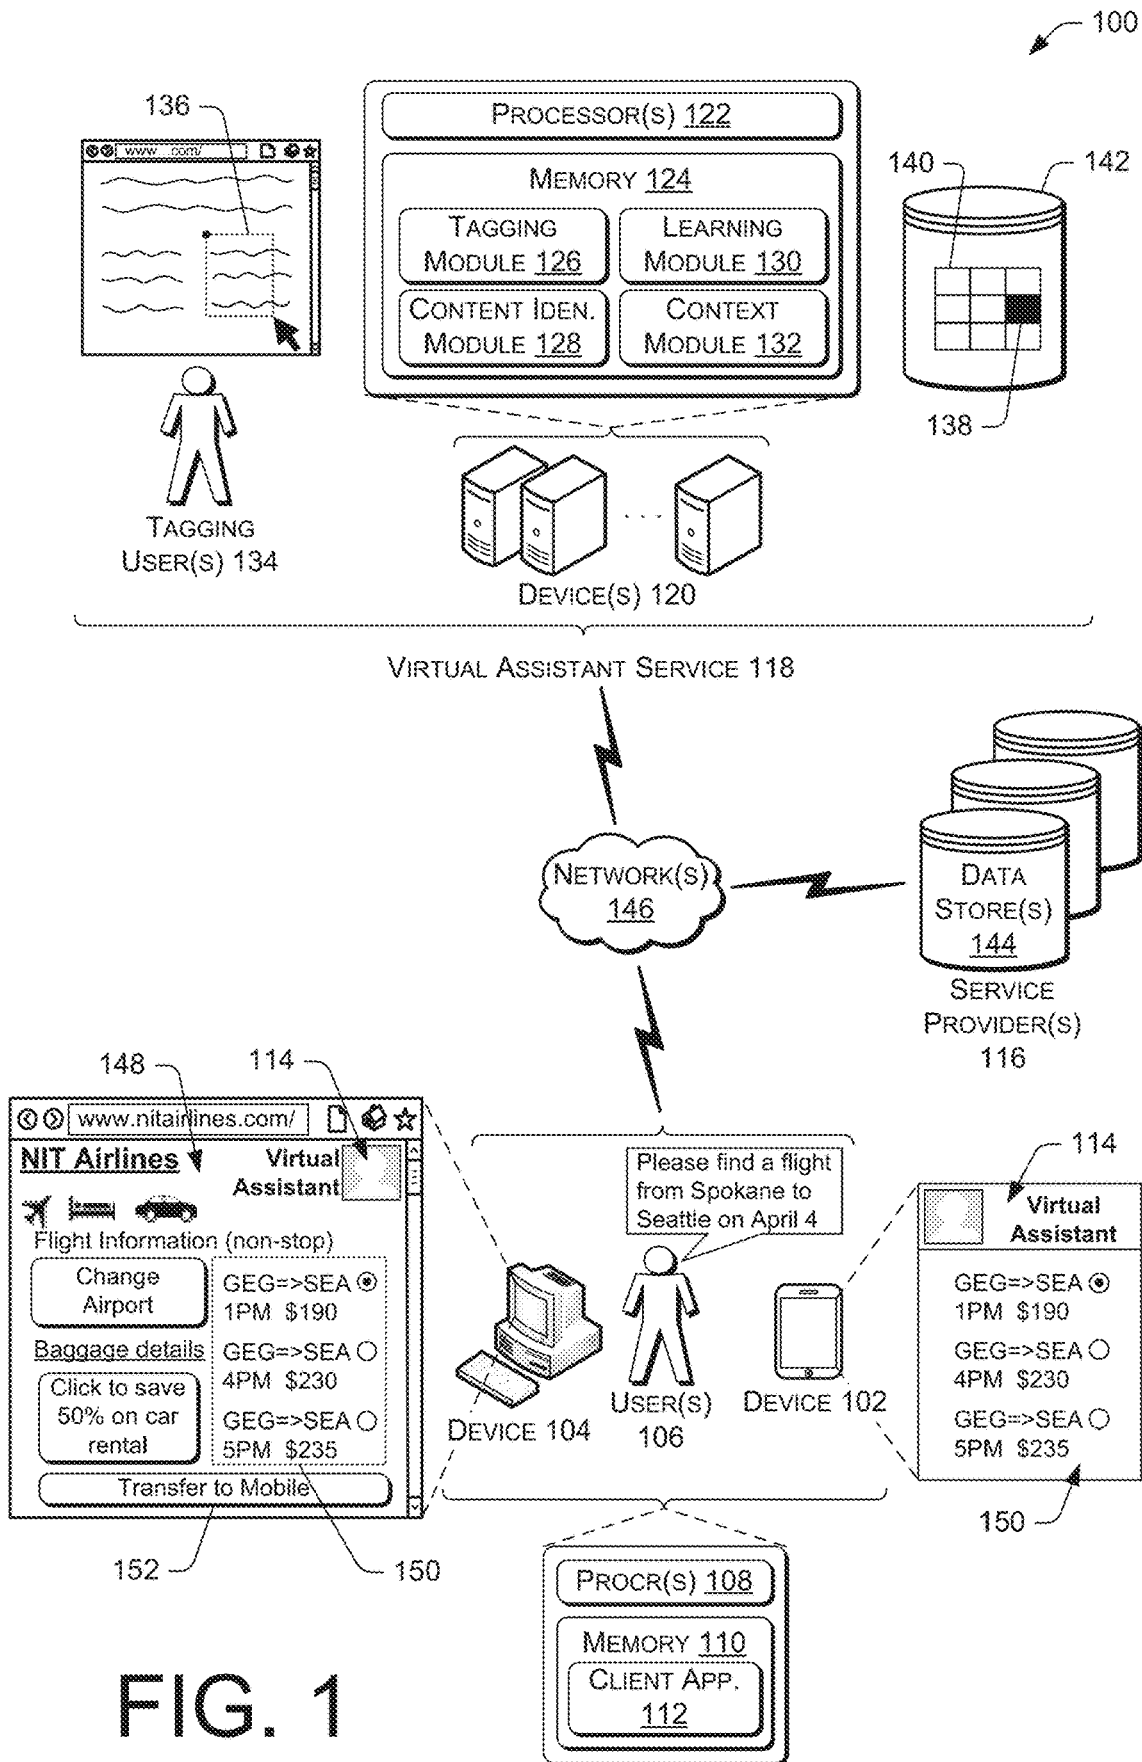 100
136
www ...com/
PROCESSOR(S) 122
MEMORY 124
TAGGING
MODULE 126
LEARNING
MODULE 130
CONTENT IDEN.
MODULE 128
CONTEXT
MODULE 132
140
142
138
TAGGING
USER(S) 134
DEVICE(S) 120
VIRTUAL ASSISTANT SERVICE 118
NETWORK(S)
146
DATA
STORE(S)
144
SERVICE
PROVIDER(S)
116
148
114
www.nitairlines.com/
NIT Airlines
Virtual
Assistant
Flight Information (non-stop)
Change
Airport
Baggage details
Click to save
50% on car
rental
GEG=>SEA
1PM $190
GEG=>SEA
4PM $230
GEG=>SEA
5PM $235
Transfer to Mobile
152
150
Please find a flight
from Spokane to
Seattle on April 4
DEVICE 104
USER(S)
106
DEVICE 102
114
Virtual
Assistant
GEG=>SEA
1PM $190
GEG=>SEA
4PM $230
GEG=>SEA
5PM $235
150
PROCR(S) 108
MEMORY 110
CLIENT APP.
112
FIG. 1